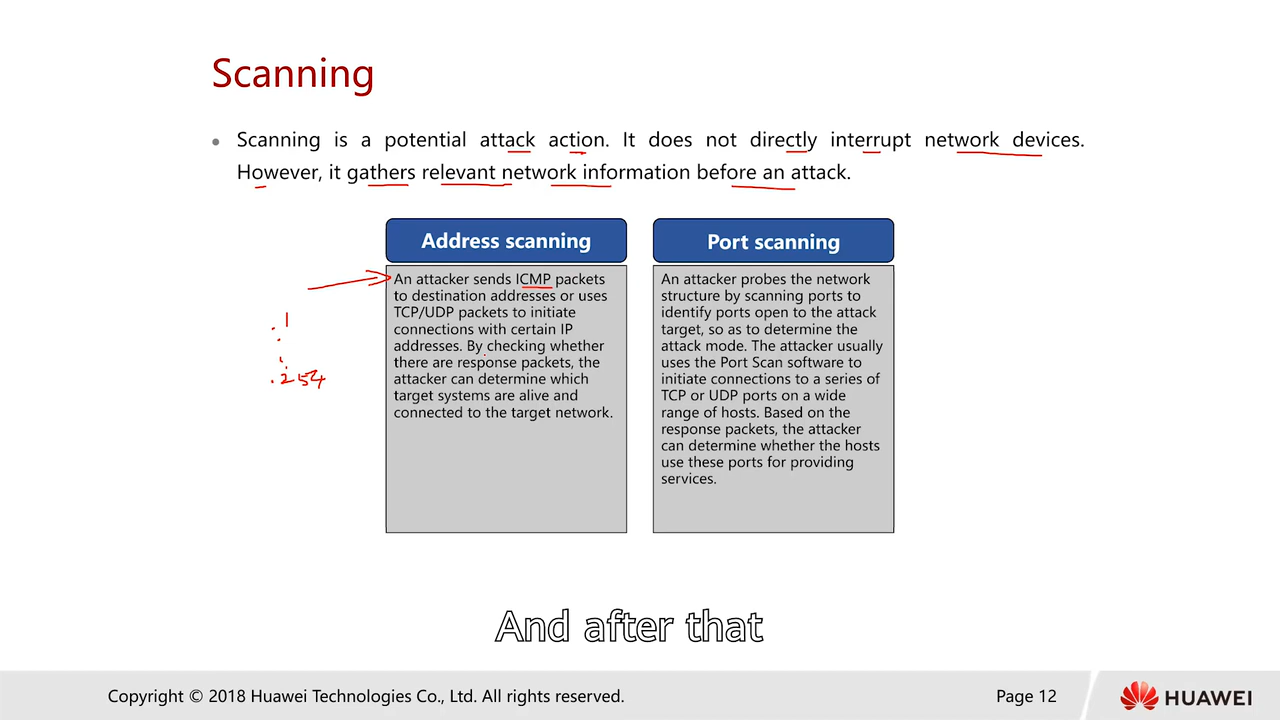 Scanning
Scanning is a potential attack action. It does not directly interrupt network devices.
However, it gathers relevant network information before an attack.
Address scanning
An attacker sends ICMP packets
to destination addresses or uses
TCP/UDP packets to initiate
connections with certain IP
addresses. By checking whether
there are response packets, the
attacker can determine which
target systems are alive and
connected to the target network.
Port scanning
An attacker probes the network
structure by scanning ports to
identify ports open to the attack
target, so as to determine the
attack mode. The attacker usually
uses the Port Scan software to
initiate connections to a series of
TCP or UDP ports on a wide
range of hosts. Based on the
response packets, the attacker
can determine whether the hosts
use these ports for providing
services.
.1
.254
And after that
Copyright © 2018 Huawei Technologies Co., Ltd. All rights reserved.
Page 12
HUAWEI